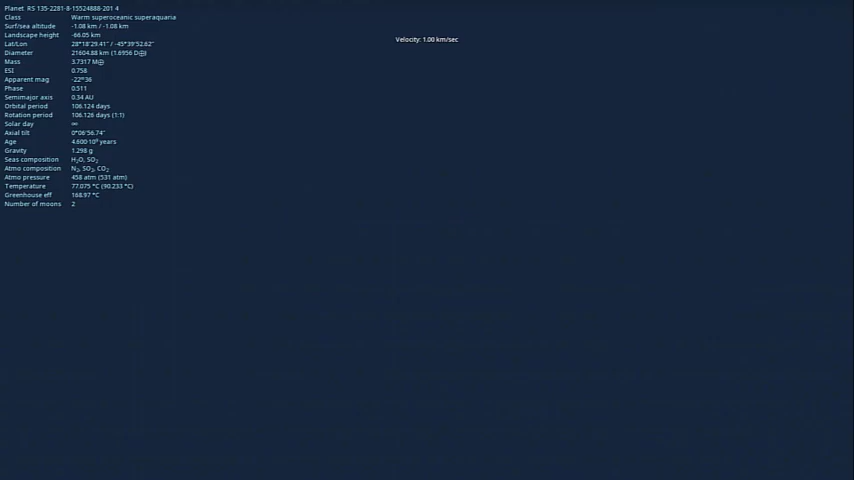 Planet RS 135-2281-8-15524888-201 4
Class Warm superoceanic superaquaria
Surf/sea altitude -1.08 km / -1.08 km
Landscape height -66.05 km
Lat/Lon 28°18'29.41" / -45°39'52.62"
Diameter 21604.88 km (1.6956 D⊕)
Mass 3.7317 M⊕
ESI 0.758
Apparent mag -22ᵐ36
Phase 0.511
Semimajor axis 0.34 AU
Orbital period 106.124 days
Rotation period 106.126 days (1:1)
Solar day ∞
Axial tilt 0°06'56.74"
Age 4.600·10⁹ years
Gravity 1.298 g
Seas composition H₂O, SO₂
Atmo composition N₂, SO₂, CO₂
Atmo pressure 458 atm (531 atm)
Temperature 77.075 °C (90.233 °C)
Greenhouse eff 168.97 °C
Number of moons 2
Velocity: 1.00 km/sec